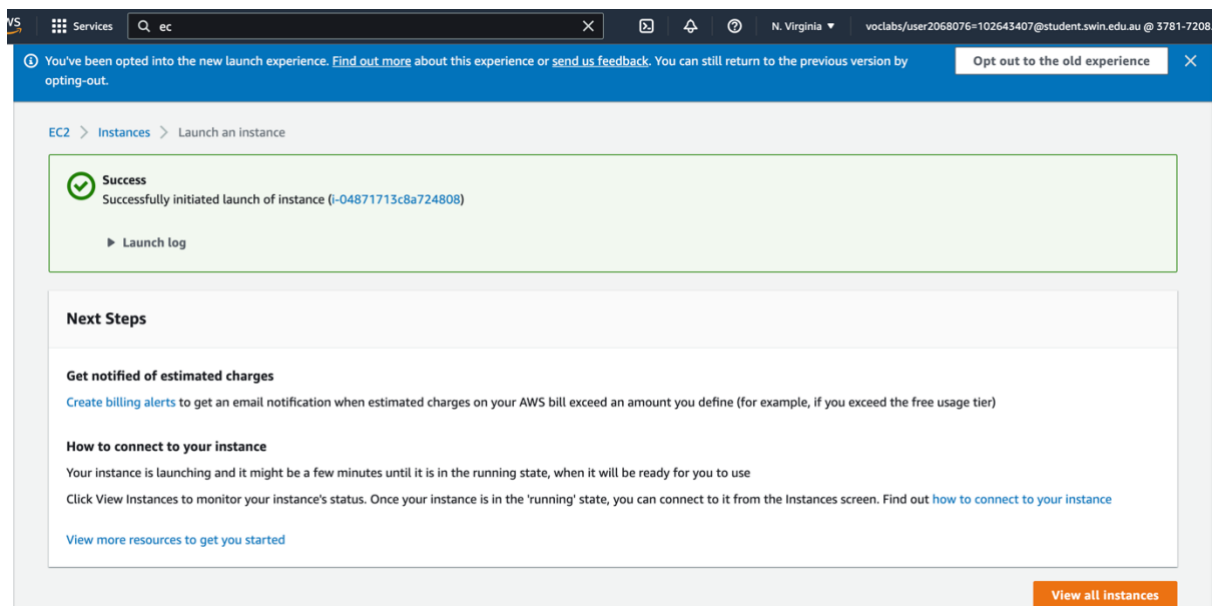 WS Services ec N. Virginia voclabs/user2068076=102643407@student.swin.edu.au @ 3781-7208
You've been opted into the new launch experience. Find out more about this experience or send us feedback. You can still return to the previous version by
opting-out.
Opt out to the old experience
EC2 > Instances > Launch an instance
Success
Successfully initiated launch of instance (i-04871713c8a724808)
Launch log
Next Steps
Get notified of estimated charges
Create billing alerts to get an email notification when estimated charges on your AWS bill exceed an amount you define (for example, if you exceed the free usage tier)
How to connect to your instance
Your instance is launching and it might be a few minutes until it is in the running state, when it will be ready for you to use
Click View Instances to monitor your instance's status. Once your instance is in the 'running' state, you can connect to it from the Instances screen. Find out how to connect to your instance
View more resources to get you started
View all instances